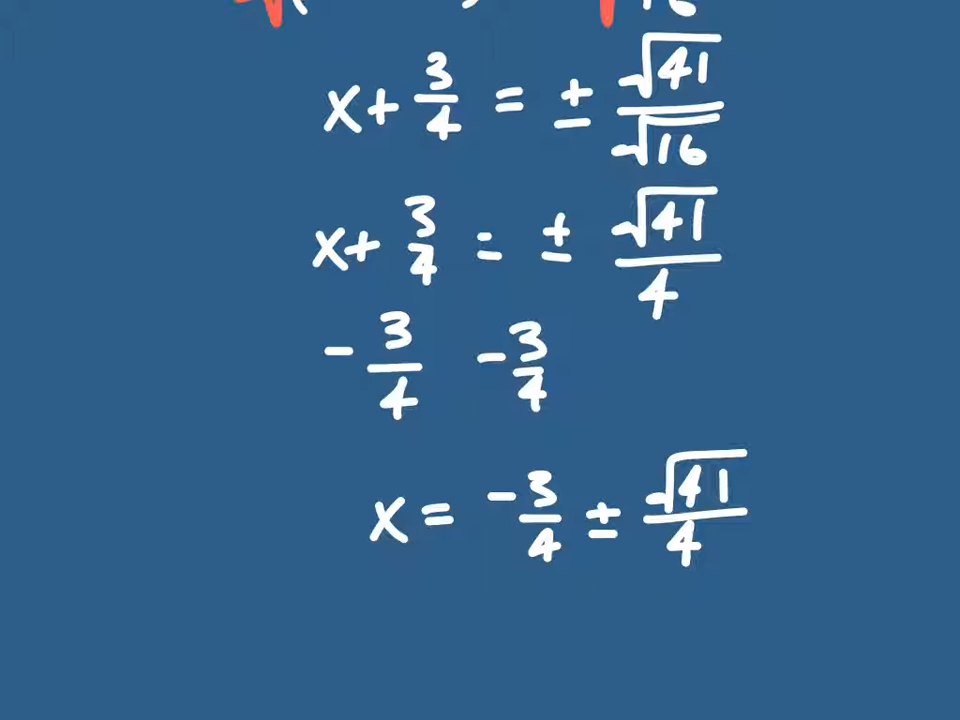 x + 3/4 = ± √41/√16
x + 3/4 = ± √41/4
- 3/4 - 3/4
x = - 3/4 ± √41/4